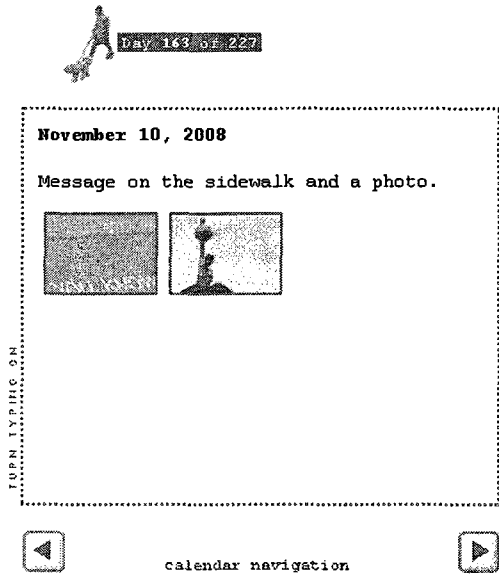 Day 163 of 227
November 10, 2008
Message on the sidewalk and a photo.
TURN TYPING ON
calendar navigation